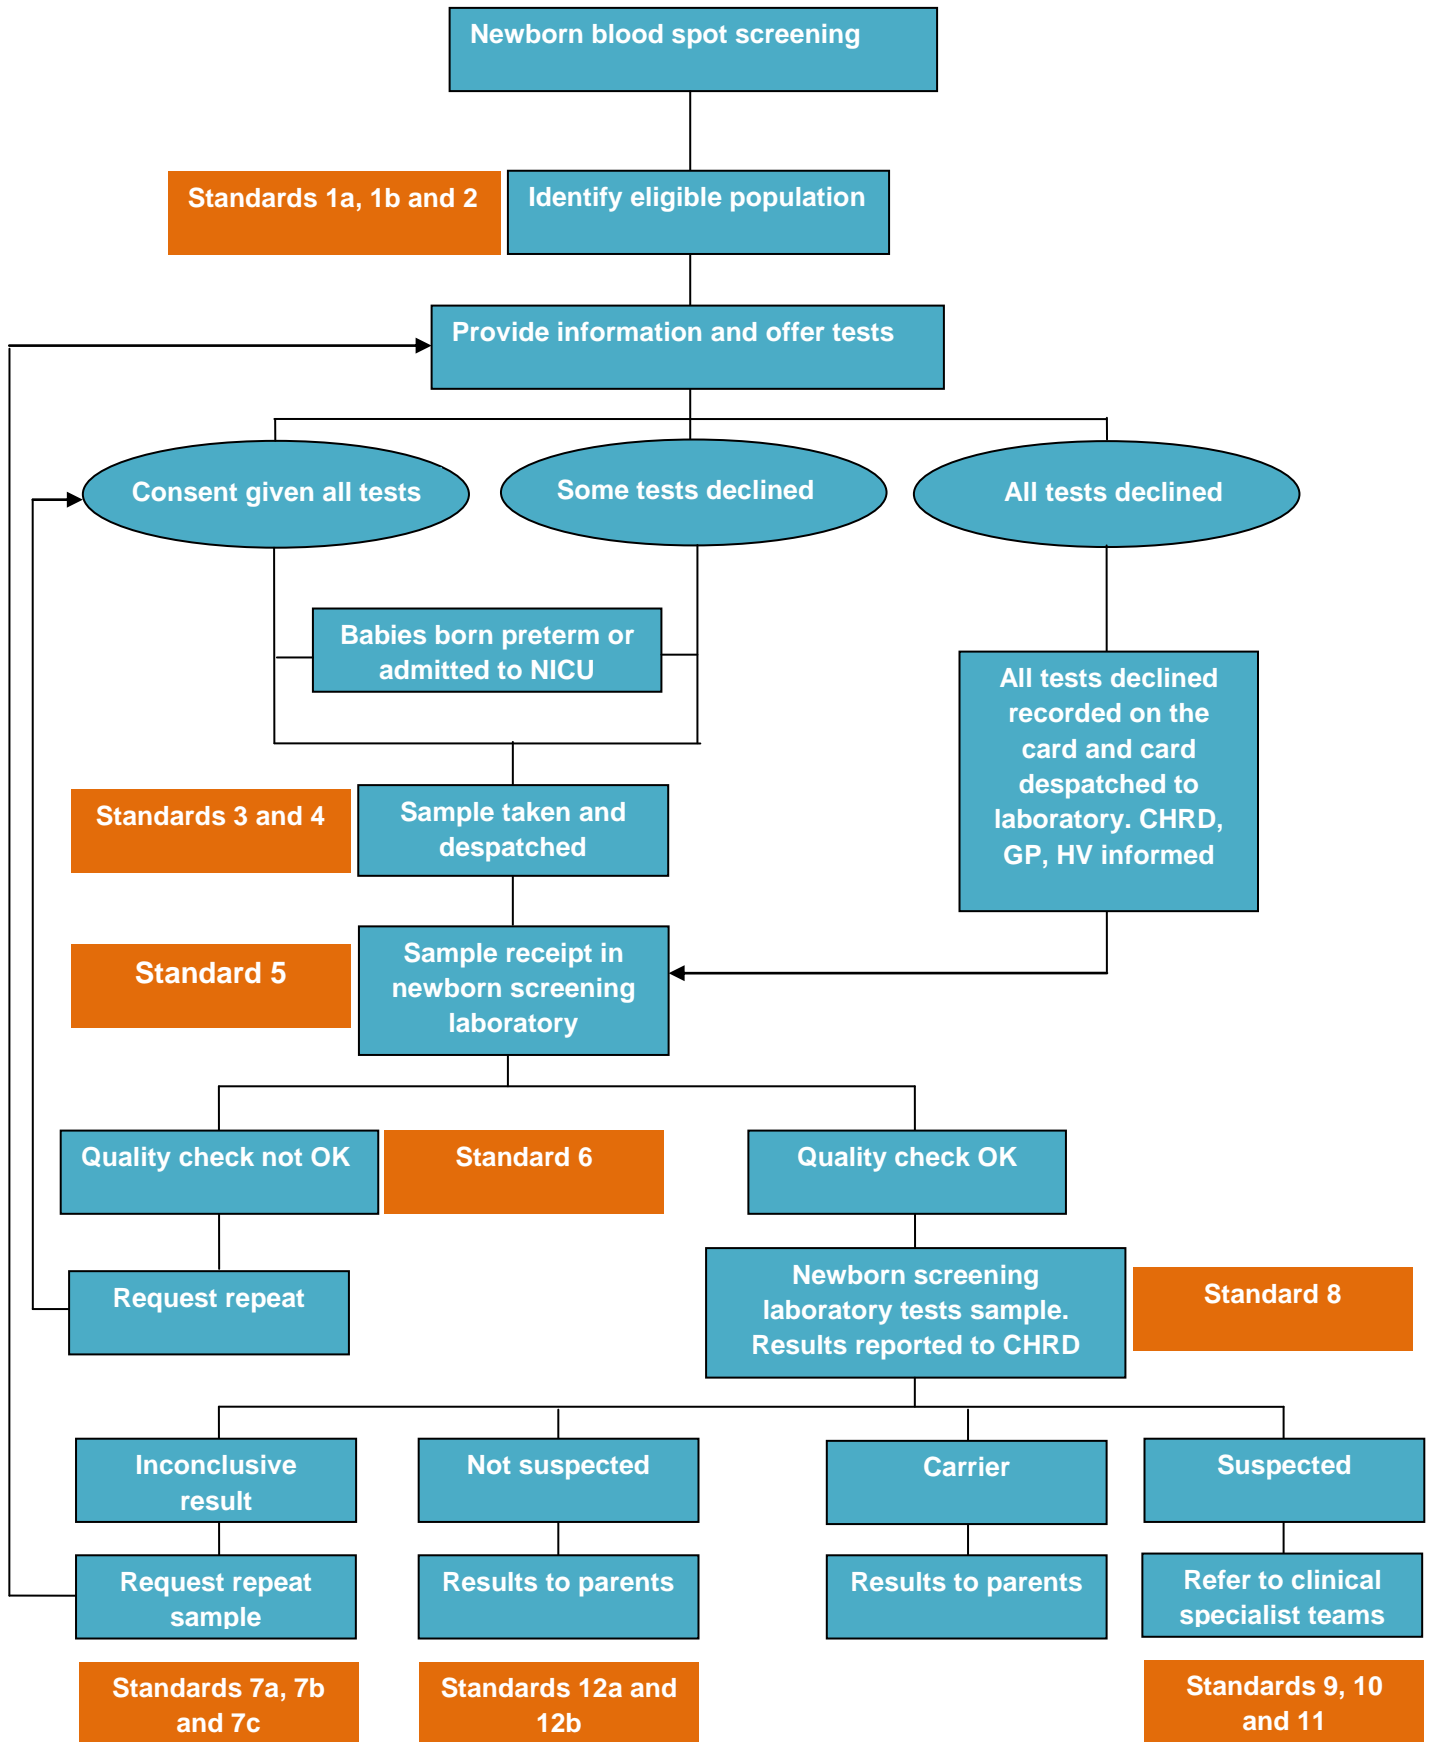 Newborn blood spot screening
Standards 1a, 1b and 2
Identify eligible population
Provide information and offer tests
Consent given all tests
Some tests declined
All tests declined
Babies born preterm or
admitted to NICU
All tests declined
recorded on the
card and card
despatched to
laboratory. CHRD,
GP, HV informed
Standards 3 and 4
Sample taken and
despatched
Standard 5
Sample receipt in
newborn screening
laboratory
Quality check not OK
Standard 6
Quality check OK
Request repeat
Newborn screening
laboratory tests sample.
Results reported to CHRD
Standard 8
Inconclusive
result
Not suspected
Carrier
Suspected
Request repeat
sample
Results to parents
Results to parents
Refer to clinical
specialist teams
Standards 7a, 7b
and 7c
Standards 12a and
12b
Standards 9, 10
and 11